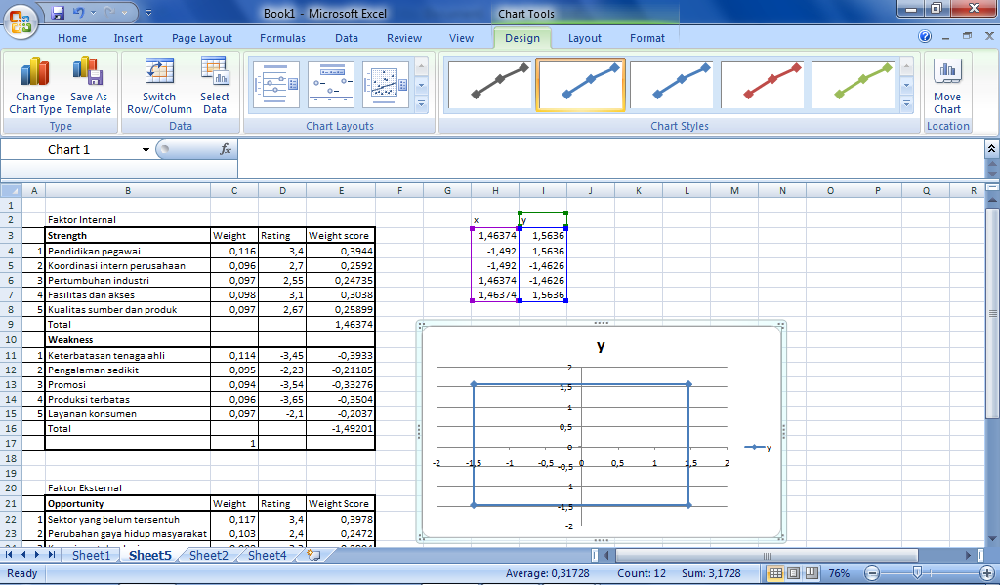 Book1 - Microsoft Excel
Chart Tools
Home Insert Page Layout Formulas Data Review View Design Layout Format
Change Chart Type
Save As Template
Switch Row/Column
Select Data
Move Chart
Type Data Chart Layouts Chart Styles Location
Chart 1 fx
A B C D E F G H I J K L M N O P Q R
1
2 Faktor Internal x y
3 Strength Weight Rating Weight score 1,46374 1,5636
4 1 Pendidikan pegawai 0,116 3,4 0,3944 -1,492 1,5636
5 2 Koordinasi intern perusahaan 0,096 2,7 0,2592 -1,492 -1,4626
6 3 Pertumbuhan industri 0,097 2,55 0,24735 1,46374 -1,4626
7 4 Fasilitas dan akses 0,098 3,1 0,3038 1,46374 1,5636
8 5 Kualitas sumber dan produk 0,097 2,67 0,25899
9 Total 1,46374
10 Weakness
11 1 Keterbatasan tenaga ahli 0,114 -3,45 -0,3933
12 2 Pengalaman sedikit 0,095 -2,23 -0,21185
13 3 Promosi 0,094 -3,54 -0,33276
14 4 Produksi terbatas 0,096 -3,65 -0,3504
15 5 Layanan konsumen 0,097 -2,1 -0,2037
16 Total -1,49201
17 1
18
19
20 Faktor Eksternal
21 Opportunity Weight Rating Weight Score
22 1 Sektor yang belum tersentuh 0,117 3,4 0,3978
23 2 Perubahan gaya hidup masyarakat 0,103 2,4 0,2472
y
2
1,5
1
0,5
0
-2 -1,5 -1 -0,5 0 0,5 1 1,5 2
-0,5
-1
-1,5
-2
y
Sheet1 Sheet5 Sheet2 Sheet4
Ready Average: 0,31728 Count: 12 Sum: 3,1728 76%